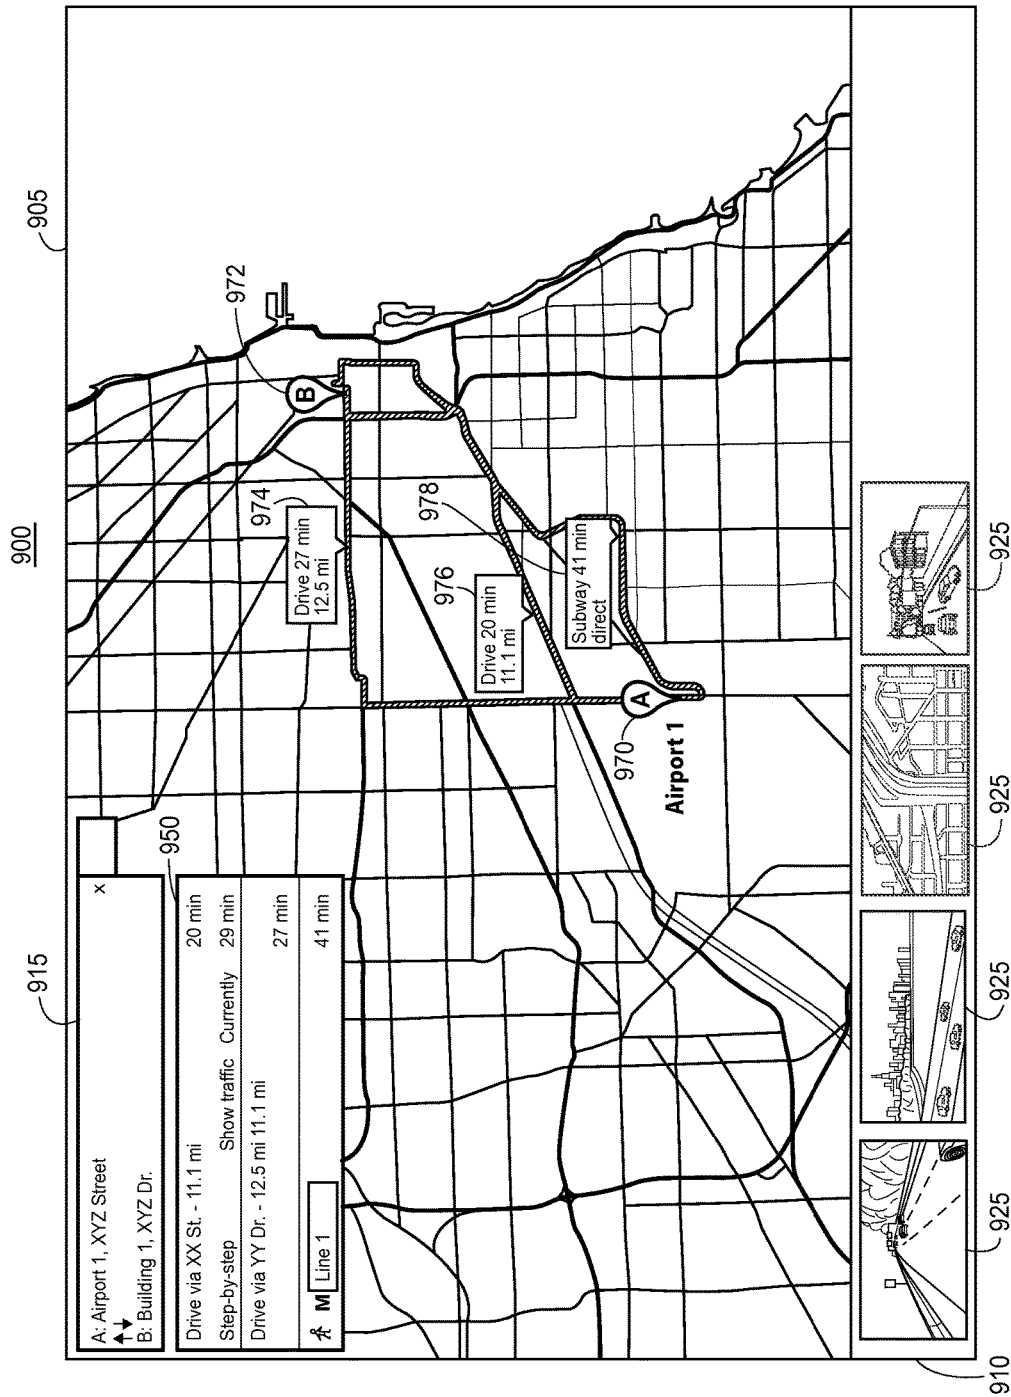 900
905
915
A: Airport 1, XYZ Street
x
B: Building 1, XYZ Dr.
950
Drive via XX St. - 11.1 mi 20 min
Step-by-step Show traffic Currently 29 min
Drive via YY Dr. - 12.5 mi 11.1 mi
27 min
M Line 1 41 min
972
B
974
Drive 27 min
12.5 mi
978
976
Drive 20 min
11.1 mi
Subway 41 min
direct
970
A
Airport 1
925
925
925
925
910